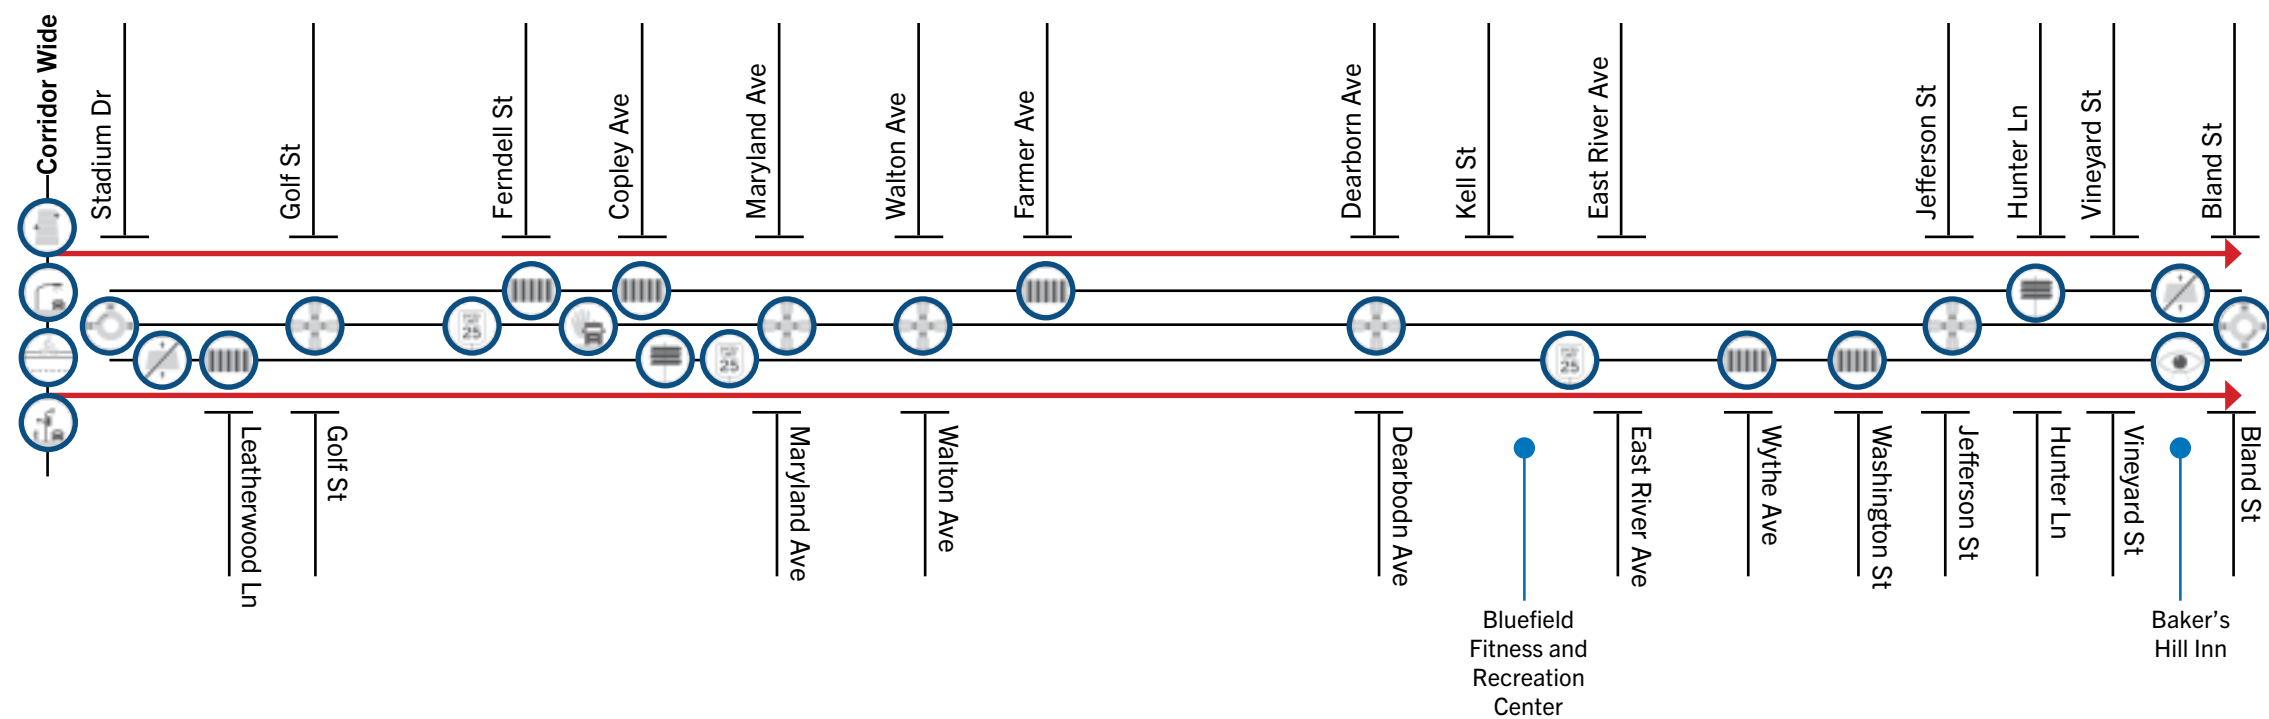 Corridor Wide
Stadium Dr
Golf St
Ferndell St
Copley Ave
Maryland Ave
Walton Ave
Farmer Ave
Dearborn Ave
Kell St
East River Ave
Jefferson St
Hunter Ln
Vineyard St
Bland St
25
25
25
Leatherwood Ln
Golf St
Maryland Ave
Walton Ave
Dearbodn Ave
East River Ave
Wythe Ave
Washington St
Jefferson St
Hunter Ln
Vineyard St
Bland St
Bluefield
Fitness and
Recreation
Center
Baker's
Hill Inn